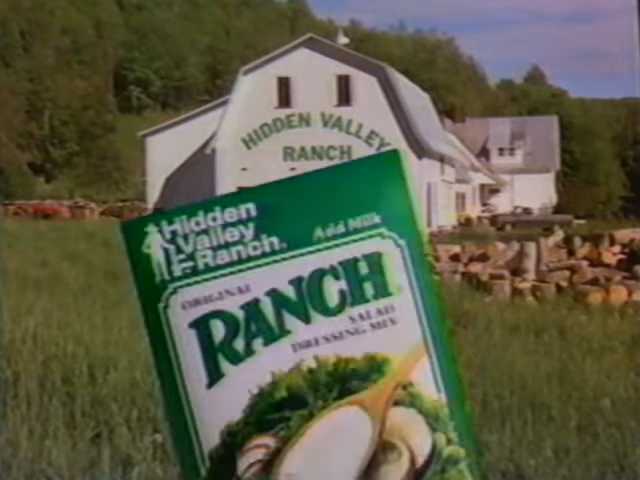 HIDDEN VALLEY
RANCH
Hidden
Valley
Ranch.
Add Milk
ORIGINAL
RANCH
SALAD
DRESSING MIX